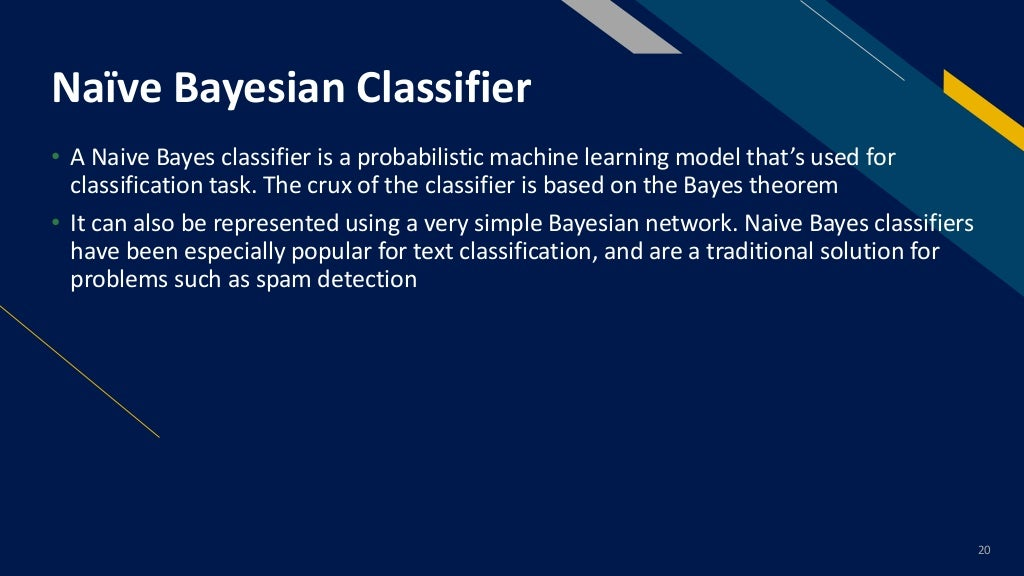 Naïve Bayesian Classifier
• A Naive Bayes classifier is a probabilistic machine learning model that’s used for
classification task. The crux of the classifier is based on the Bayes theorem
• It can also be represented using a very simple Bayesian network. Naive Bayes classifiers
have been especially popular for text classification, and are a traditional solution for
problems such as spam detection
20